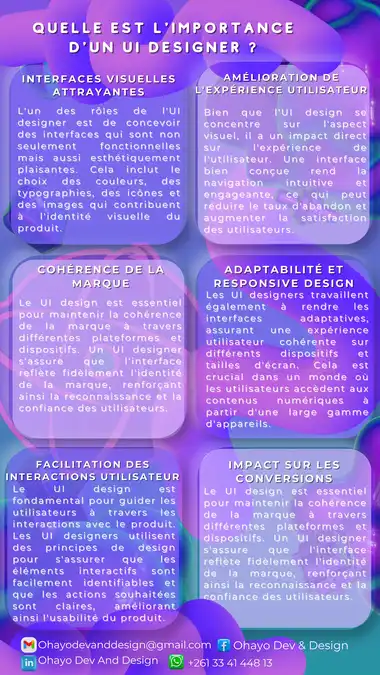 QUELLE EST L'IMPORTANCE
D'UN UI DESIGNER ?
INTERFACES VISUELLES
ATTRAYANTES
L'un des rôles de l'UI
designer est de concevoir
des interfaces qui sont non
seulement fonctionnelles
mais aussi esthétiquement
plaisantes. Cela inclut le
choix des couleurs, des
typographies, des icônes et
des images qui contribuent
à l'identité visuelle du
produit.
AMÉLIORATION DE
L'EXPÉRIENCE UTILISATEUR
Bien que l'UI design se
concentre sur l'aspect
visuel, il a un impact direct
sur l'expérience de
l'utilisateur. Une interface
bien conçue rend la
navigation intuitive et
engageante, ce qui peut
réduire le taux d'abandon et
augmenter la satisfaction
des utilisateurs.
COHÉRENCE DE LA
MARQUE
Le UI design est essentiel
pour maintenir la cohérence
de la marque à travers
différentes plateformes et
dispositifs. Un UI designer
s'assure que l'interface
reflète fidèlement l'identité
de la marque, renforçant
ainsi la reconnaissance et la
confiance des utilisateurs.
ADAPTABILITÉ ET
RESPONSIVE DESIGN
Les UI designers travaillent
également à rendre les
interfaces adaptatives,
assurant une expérience
utilisateur cohérente sur
différents dispositifs et
tailles d'écran. Cela est
crucial dans un monde où
les utilisateurs accèdent aux
contenus numériques à
partir d'une large gamme
d'appareils.
FACILITATION DES
INTERACTIONS UTILISATEUR
Le UI design est
fondamental pour guider les
utilisateurs à travers les
interactions avec le produit.
Les UI designers utilisent
des principes de design
pour s'assurer que les
éléments interactifs sont
facilement identifiables et
que les actions souhaitées
sont claires, améliorant
ainsi l'usabilité du produit.
IMPACT SUR LES
CONVERSIONS
Le UI design est essentiel
pour maintenir la cohérence
de la marque à travers
différentes plateformes et
dispositifs. Un UI designer
s'assure que l'interface
reflète fidèlement l'identité
de la marque, renforçant
ainsi la reconnaissance et la
confiance des utilisateurs.
Ohayodevanddesign@gmail.com
Ohayo Dev & Design
Ohayo Dev And Design
+261 33 41 448 13